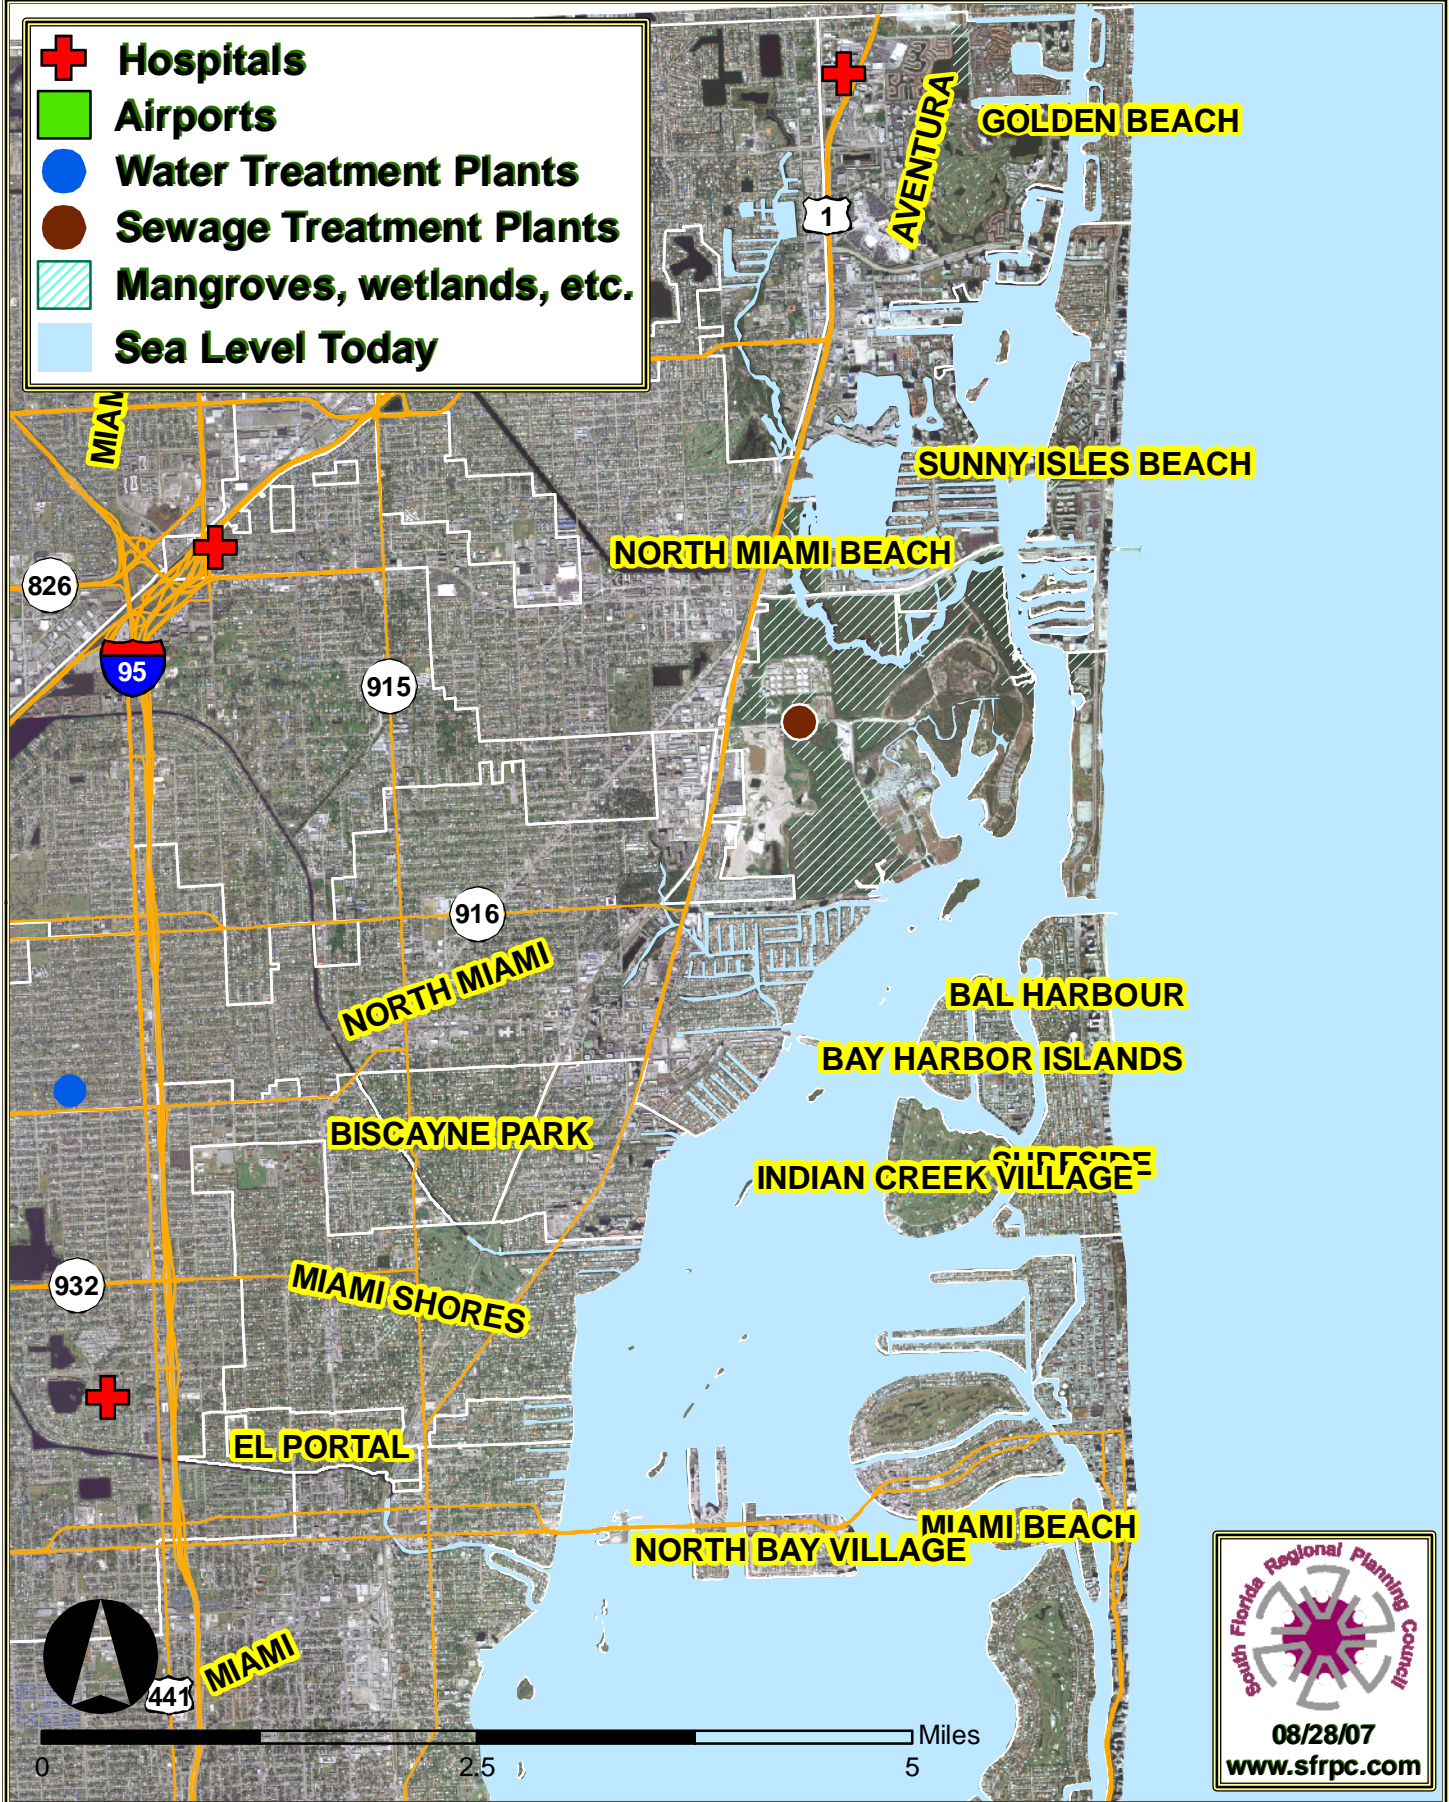 Hospitals
Airports
Water Treatment Plants
Sewage Treatment Plants
Mangroves, wetlands, etc.
Sea Level Today
AVENTURA
GOLDEN BEACH
1
MIAM
SUNNY ISLES BEACH
NORTH MIAMI BEACH
826
95
915
916
NORTH MIAMI
BAL HARBOUR
BAY HARBOR ISLANDS
BISCAYNE PARK
SURFSIDE
INDIAN CREEK VILLAGE
932
MIAMI SHORES
EL PORTAL
MIAMI BEACH
NORTH BAY VILLAGE
MIAMI
441
Miles
0 2.5 5
South Florida Regional Planning Council
08/28/07
www.sfrpc.com